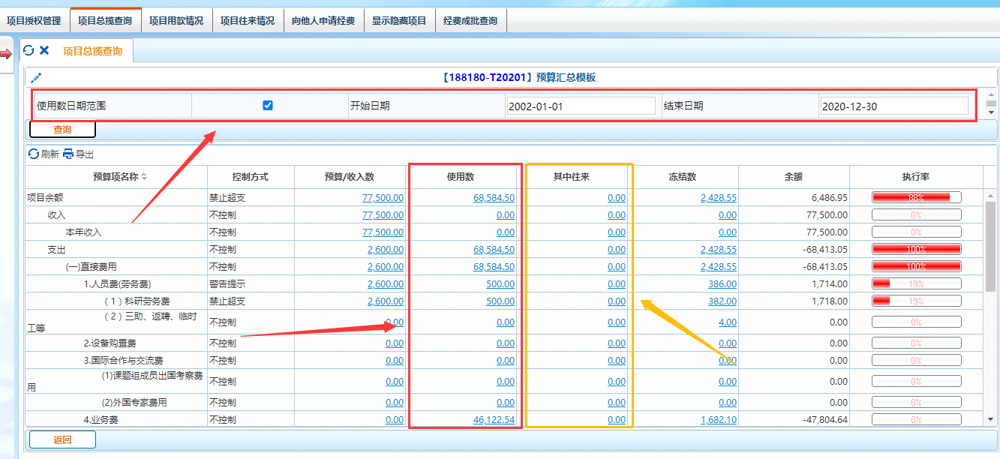 项目授权管理 项目总揽查询 项目用款情况 项目往来情况 向他人申请经费 显示隐藏项目 经费成批查询
项目总揽查询
【188180-T20201】预算汇总模板
使用数日期范围 开始日期 2002-01-01 结束日期 2020-12-30
查询
刷新 导出
预算项名称 控制方式 预算/收入数 使用数 其中往来 冻结数 余额 执行率
项目余额 禁止超支 77,500.00 68,584.50 0.00 2,428.55 6,486.95 88%
收入 不控制 77,500.00 0.00 0.00 0.00 77,500.00 0%
本年收入 不控制 77,500.00 0.00 0.00 0.00 77,500.00 0%
支出 不控制 2,600.00 68,584.50 0.00 2,428.55 -68,413.05 100%
(一)直接费用 不控制 2,600.00 68,584.50 0.00 2,428.55 -68,413.05 100%
1.人员费(劳务费) 警告提示 2,600.00 500.00 0.00 386.00 1,714.00 19%
（1）科研劳务费 禁止超支 2,600.00 500.00 0.00 382.00 1,718.00 19%
（2）三助、返聘、临时
工等 不控制 0.00 0.00 0.00 4.00 0.00 0%
2.设备购置费 不控制 0.00 0.00 0.00 0.00 0.00 0%
3.国际合作与交流费 不控制 0.00 0.00 0.00 0.00 0.00 0%
(1)课题组成员出国考察费
用 不控制 0.00 0.00 0.00 0.00 0.00 0%
(2)外国专家费用 不控制 0.00 0.00 0.00 0.00 0.00 0%
4.业务费 不控制 0.00 46,122.54 0.00 1,682.10 -47,804.64 0%
返回